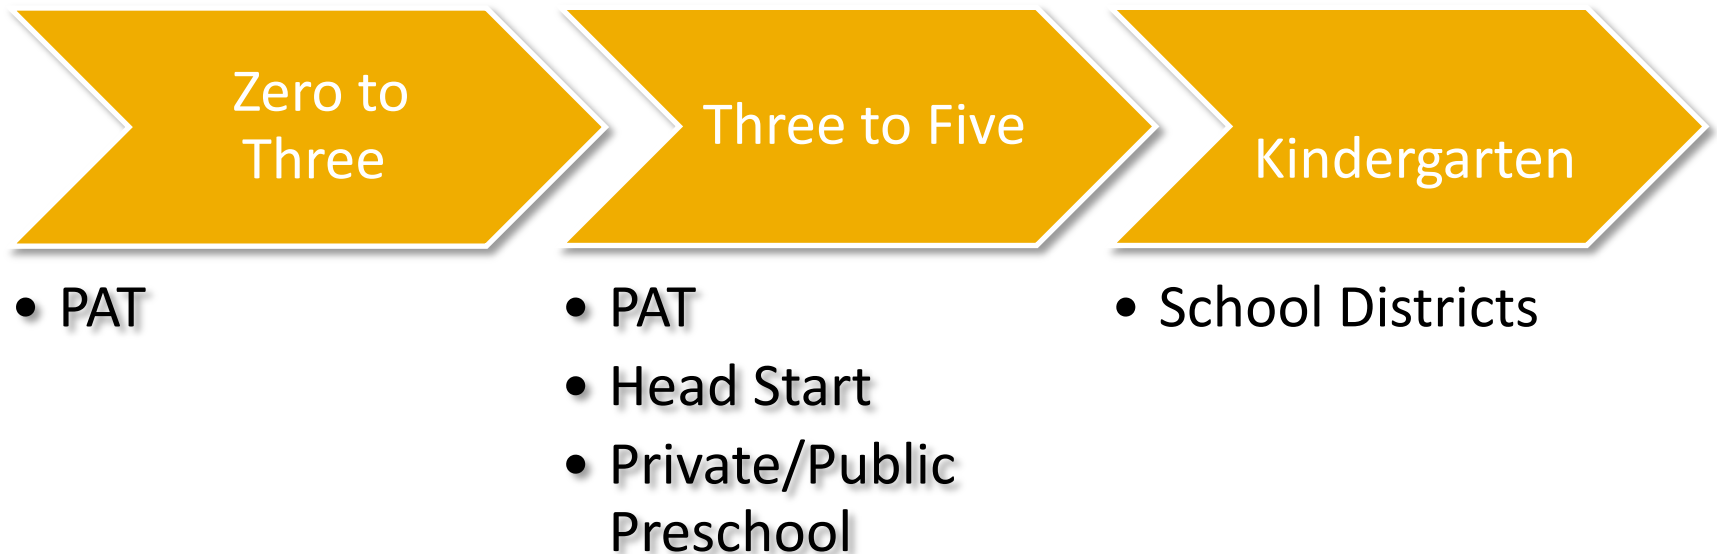 Zero to
Three
• PAT
Three to Five
• PAT
• Head Start
• Private/Public
Preschool
Kindergarten
• School Districts